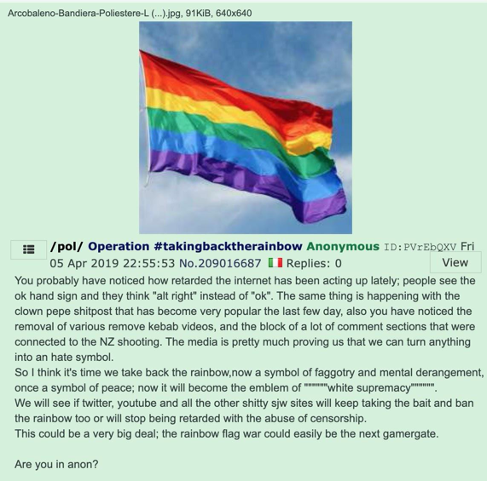 Arcobaleno-Bandiera-Poliestere-L (...).jpg, 91KiB, 640x640
/pol/ Operation #takingbacktherainbow Anonymous ID:PVrEbQXV Fri
05 Apr 2019 22:55:53 No.209016687 Replies: 0 View
You probably have noticed how retarded the internet has been acting up lately; people see the
ok hand sign and they think "alt right" instead of "ok". The same thing is happening with the
clown pepe shitpost that has become very popular the last few day, also you have noticed the
removal of various remove kebab videos, and the block of a lot of comment sections that were
connected to the NZ shooting. The media is pretty much proving us that we can turn anything
into an hate symbol.
So I think it's time we take back the rainbow,now a symbol of faggotry and mental derangement,
once a symbol of peace; now it will become the emblem of """"""white supremacy"""""".
We will see if twitter, youtube and all the other shitty sjw sites will keep taking the bait and ban
the rainbow too or will stop being retarded with the abuse of censorship.
This could be a very big deal; the rainbow flag war could easily be the next gamergate.
Are you in anon?